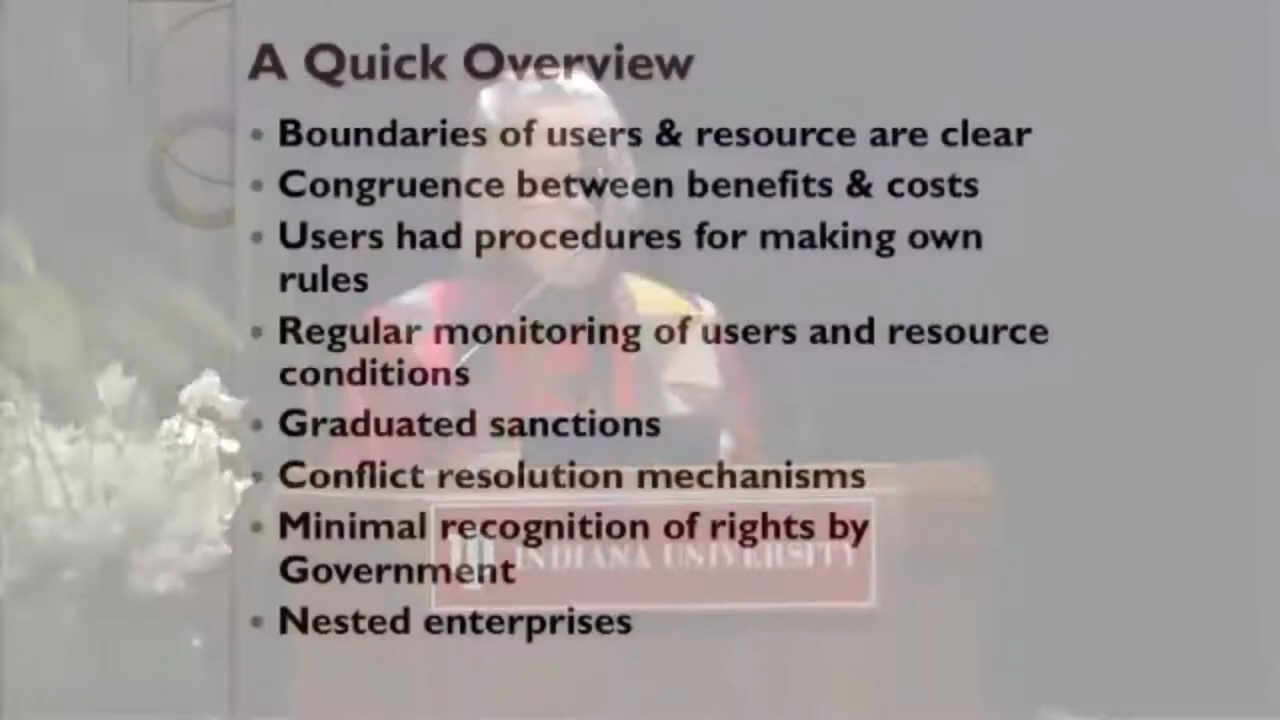 A Quick Overview
• Boundaries of users & resource are clear
• Congruence between benefits & costs
• Users had procedures for making own
rules
• Regular monitoring of users and resource
conditions
• Graduated sanctions
• Conflict resolution mechanisms
• Minimal recognition of rights by
Government
INDIANA UNIVERSITY
• Nested enterprises